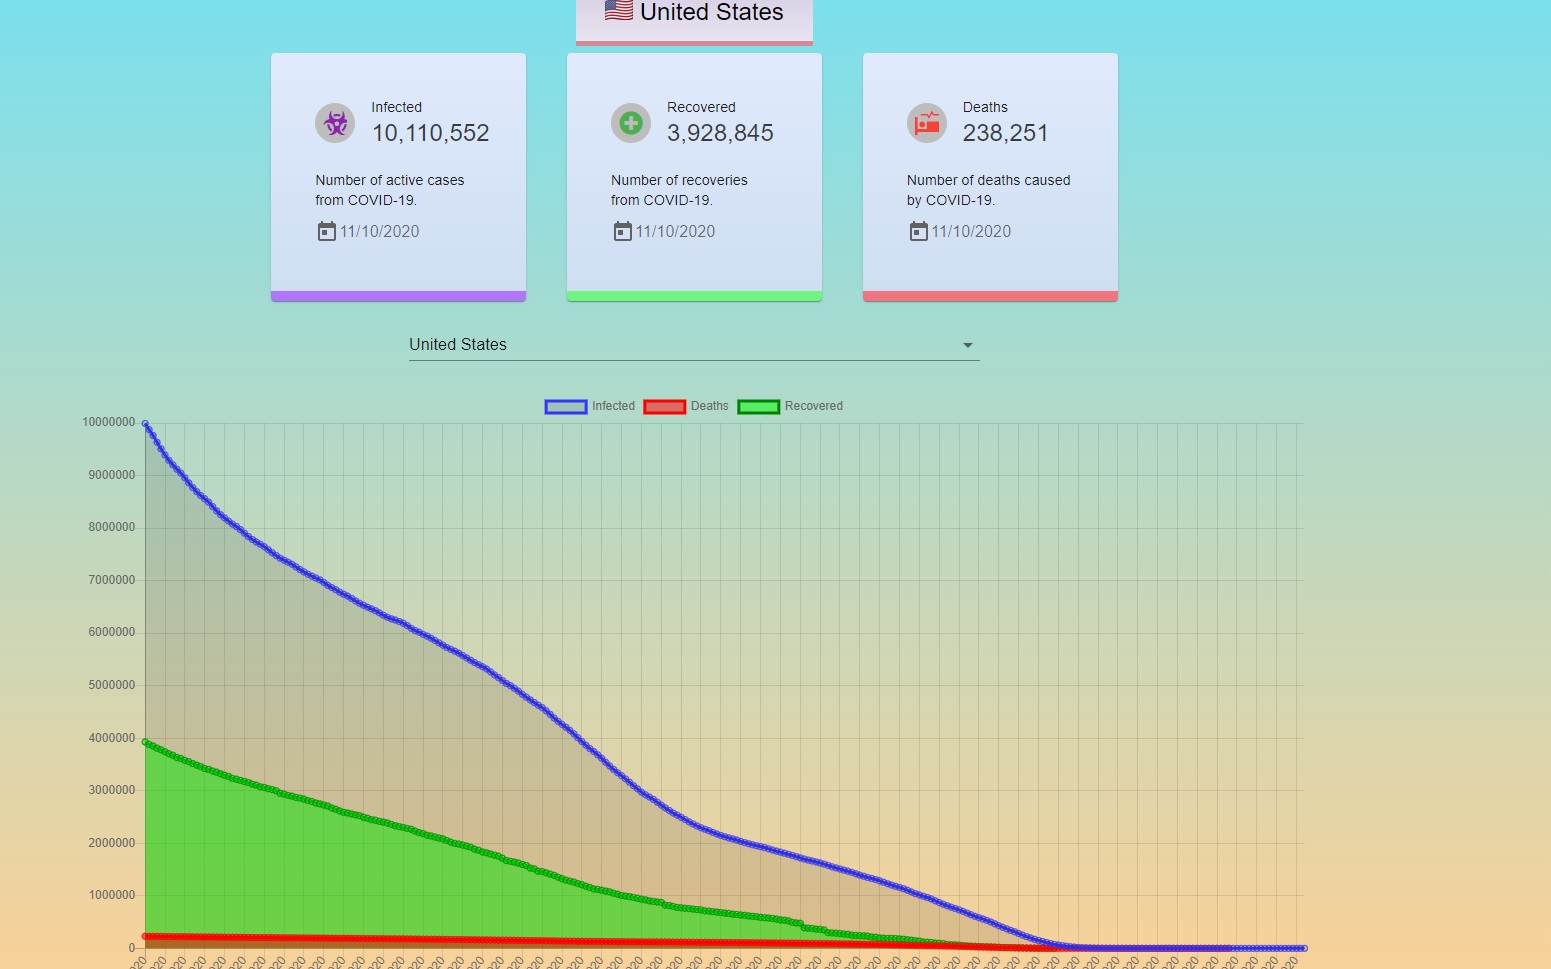 United States
Infected
10,110,552
Number of active cases
from COVID-19.
11/10/2020
Recovered
3,928,845
Number of recoveries
from COVID-19.
11/10/2020
Deaths
238,251
Number of deaths caused
by COVID-19.
11/10/2020
United States
Infected Deaths Recovered
10000000
9000000
8000000
7000000
6000000
5000000
4000000
3000000
2000000
1000000
0